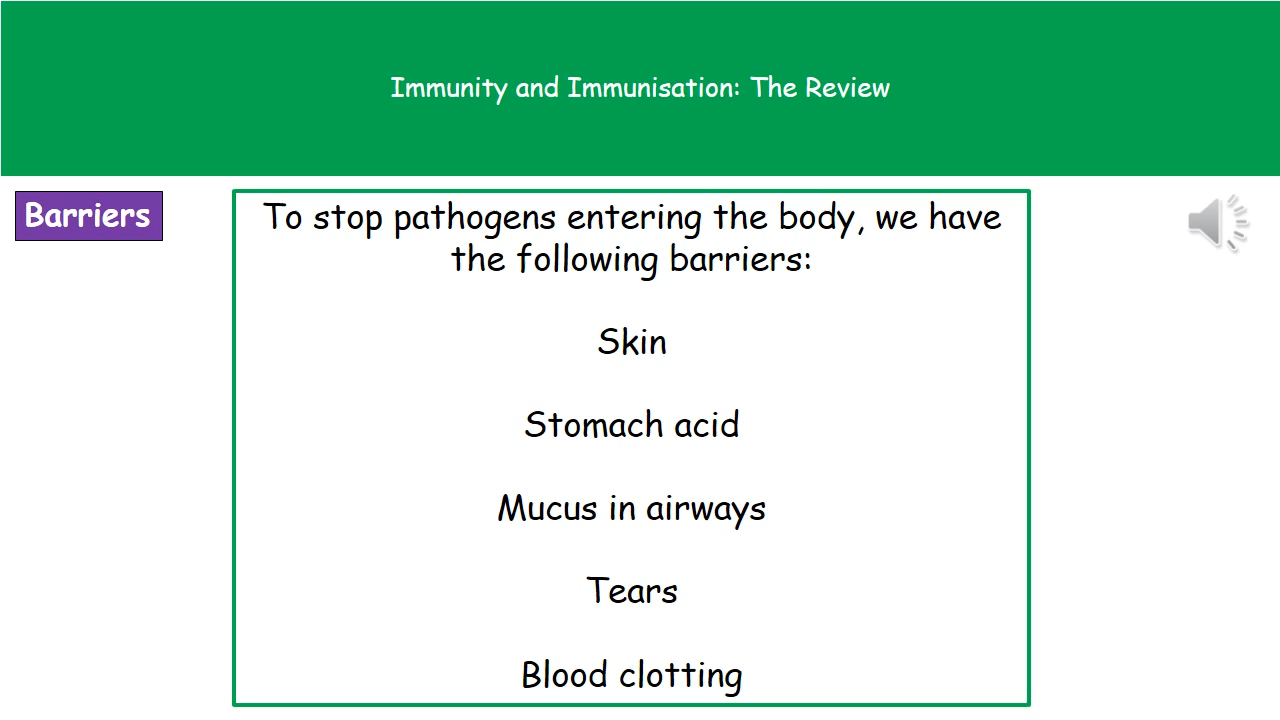 Immunity and Immunisation: The Review
Barriers
To stop pathogens entering the body, we have
the following barriers:
Skin
Stomach acid
Mucus in airways
Tears
Blood clotting